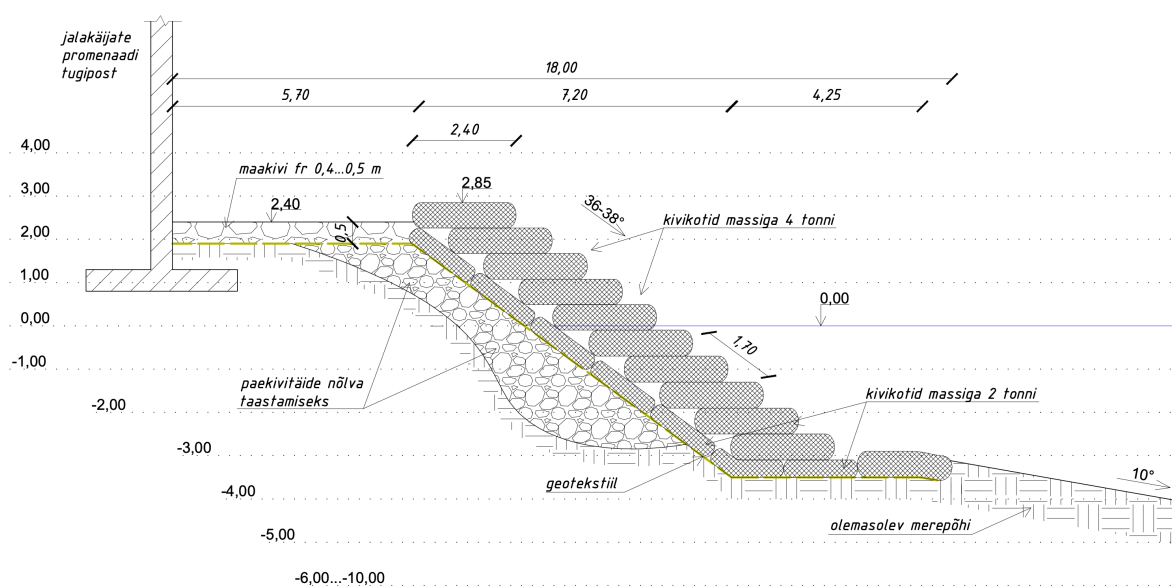 jalakäijate
promenaadi
tugipost
18,00
5,70
7,20
4,25
2,40
4,00
maakivi fr 0,4...0,5 m
3,00
2,40
2,85
36-38°
kivikotid massiga 4 tonni
0,5
2,00
1,00
0,00
0,00
1,70
-1,00
paekivitäide nõlva
taastamiseks
kivikotid massiga 2 tonni
-2,00
-3,00
geotekstiil
10°
-4,00
olemasolev merepõhi
-5,00
-6,00...-10,00